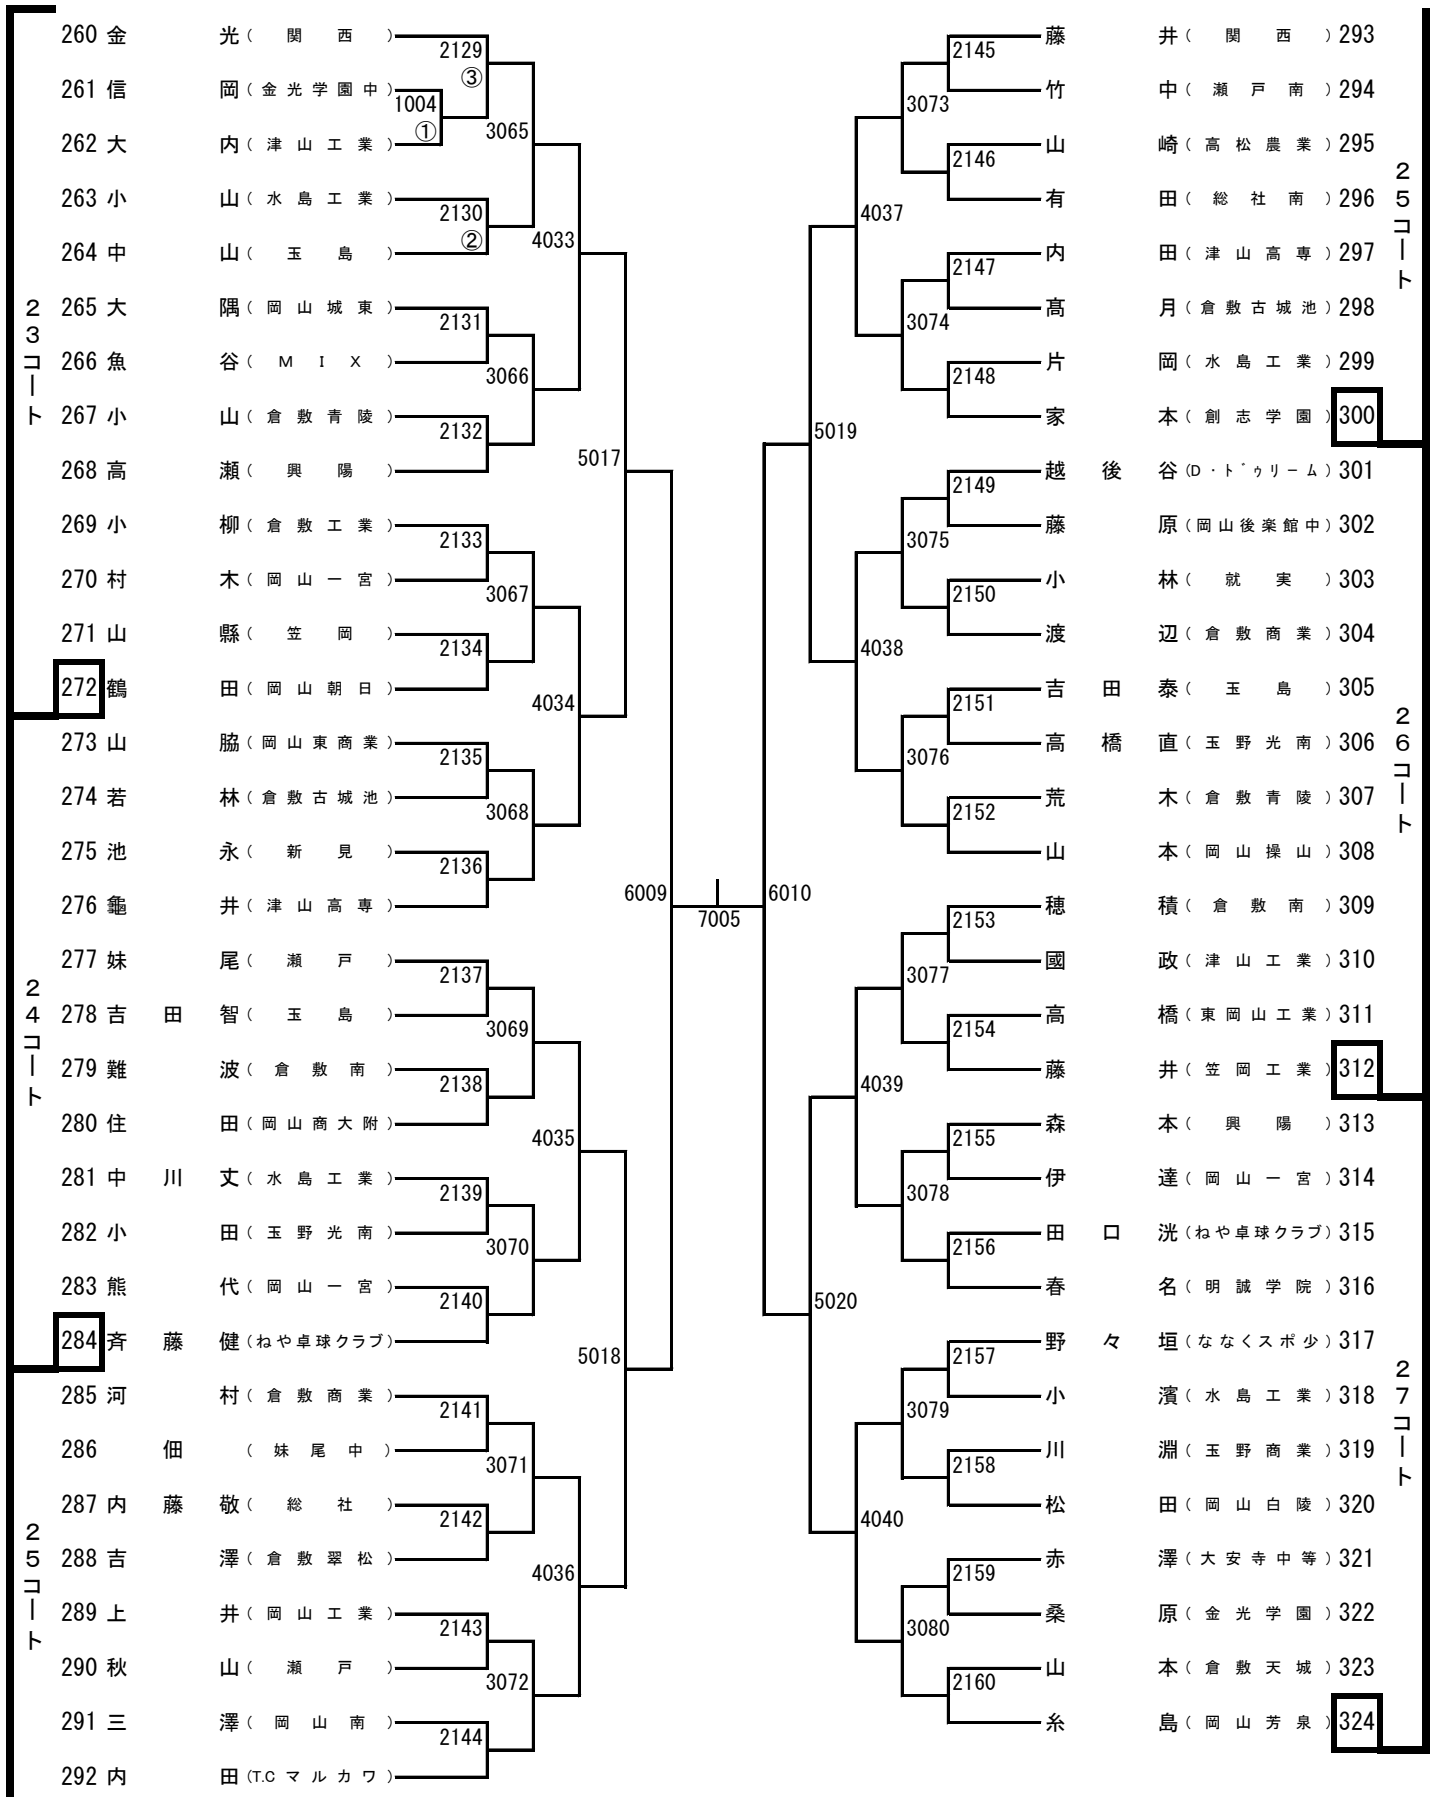 260 金光（関西）
2129
③
261 信岡（金光学園中）
1004
①
262 大内（津山工業）
3065
263 小山（水島工業）
2130
②
264 中山（玉島）
4033
265 大隅（岡山城東）
2131
266 魚谷（ＭＩＸ）
3066
267 小山（倉敷青陵）
2132
268 高瀬（興陽）
5017
269 小柳（倉敷工業）
2133
270 村木（岡山一宮）
3067
271 山縣（笠岡）
2134
272 鶴田（岡山朝日）
4034
273 山脇（岡山東商業）
2135
274 若林（倉敷古城池）
3068
275 池永（新見）
2136
276 龜井（津山高専）
6009
277 妹尾（瀬戸）
2137
278 吉田智（玉島）
3069
279 難波（倉敷南）
2138
280 住田（岡山商大附）
4035
281 中川丈（水島工業）
2139
282 小田（玉野光南）
3070
283 熊代（岡山一宮）
2140
284 斉藤健（ねや卓球クラブ）
5018
285 河村（倉敷商業）
2141
286 佃（妹尾中）
3071
287 内藤敬（総社）
2142
288 吉澤（倉敷翠松）
4036
289 上井（岡山工業）
2143
290 秋山（瀬戸）
3072
291 三澤（岡山南）
2144
292 内田（T.C マルカワ）
２３コート
２４コート
２５コート
7005
藤井（関西）293
2145
竹中（瀬戸南）294
3073
山崎（高松農業）295
2146
有田（総社南）296
4037
内田（津山高専）297
2147
髙月（倉敷古城池）298
3074
片岡（水島工業）299
2148
家本（創志学園）300
5019
越後谷（D・ドゥリーム）301
2149
藤原（岡山後楽館中）302
3075
小林（就実）303
2150
渡辺（倉敷商業）304
4038
吉田泰（玉島）305
2151
高橋直（玉野光南）306
3076
荒木（倉敷青陵）307
2152
山本（岡山操山）308
6010
穂積（倉敷南）309
2153
國政（津山工業）310
3077
高橋（東岡山工業）311
2154
藤井（笠岡工業）312
4039
森本（興陽）313
2155
伊達（岡山一宮）314
3078
田口洸（ねや卓球クラブ）315
2156
春名（明誠学院）316
5020
野々垣（ななくスポ少）317
2157
小濱（水島工業）318
3079
川淵（玉野商業）319
2158
松田（岡山白陵）320
4040
赤澤（大安寺中等）321
2159
桑原（金光学園）322
3080
山本（倉敷天城）323
2160
糸島（岡山芳泉）324
２５コート
２６コート
２７コート